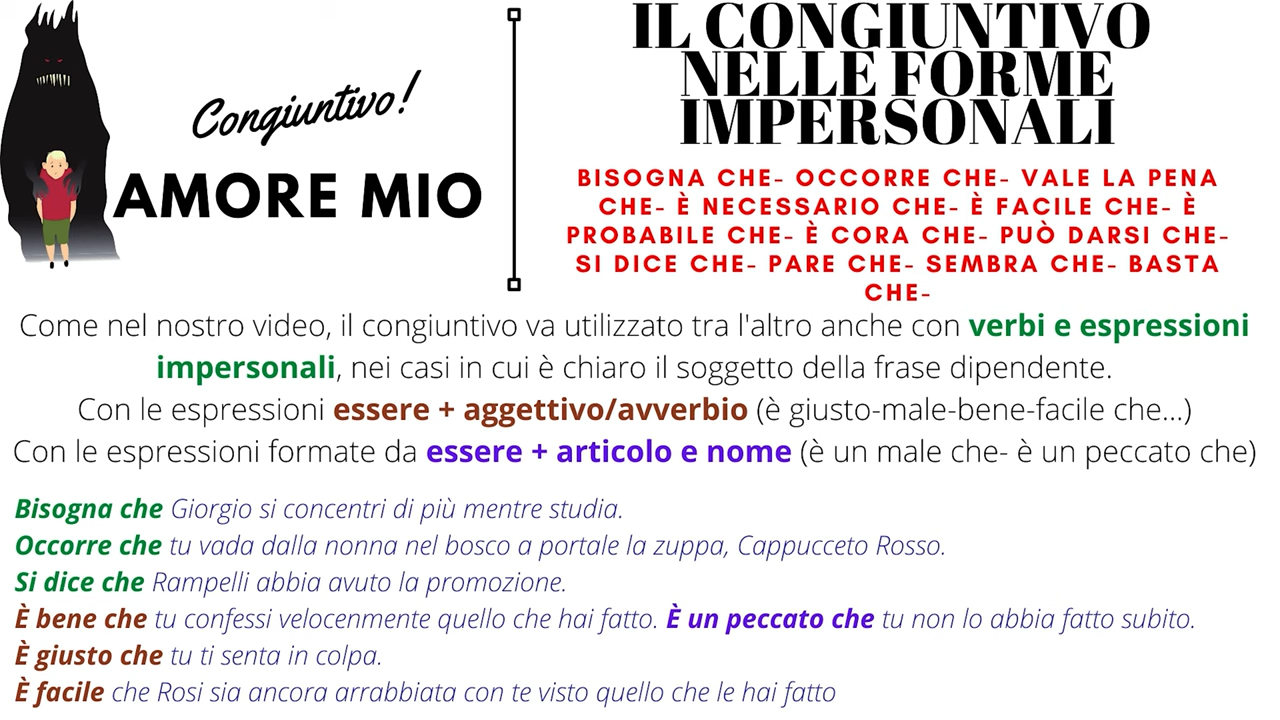 Congiuntivo!
AMORE MIO
IL CONGIUNTIVO
NELLE FORME
IMPERSONALI
BISOGNA CHE- OCCORRE CHE- VALE LA PENA
CHE- È NECESSARIO CHE- È FACILE CHE- È
PROBABILE CHE- È CORA CHE- PUÒ DARSI CHE-
SI DICE CHE- PARE CHE- SEMBRA CHE- BASTA
CHE-
Come nel nostro video, il congiuntivo va utilizzato tra l'altro anche con verbi e espressioni
impersonali, nei casi in cui è chiaro il soggetto della frase dipendente.
Con le espressioni essere + aggettivo/avverbio (è giusto-male-bene-facile che...)
Con le espressioni formate da essere + articolo e nome (è un male che- è un peccato che)
Bisogna che Giorgio si concentri di più mentre studia.
Occorre che tu vada dalla nonna nel bosco a portale la zuppa, Cappucceto Rosso.
Si dice che Rampelli abbia avuto la promozione.
È bene che tu confessi velocenmente quello che hai fatto. È un peccato che tu non lo abbia fatto subito.
È giusto che tu ti senta in colpa.
È facile che Rosi sia ancora arrabbiata con te visto quello che le hai fatto